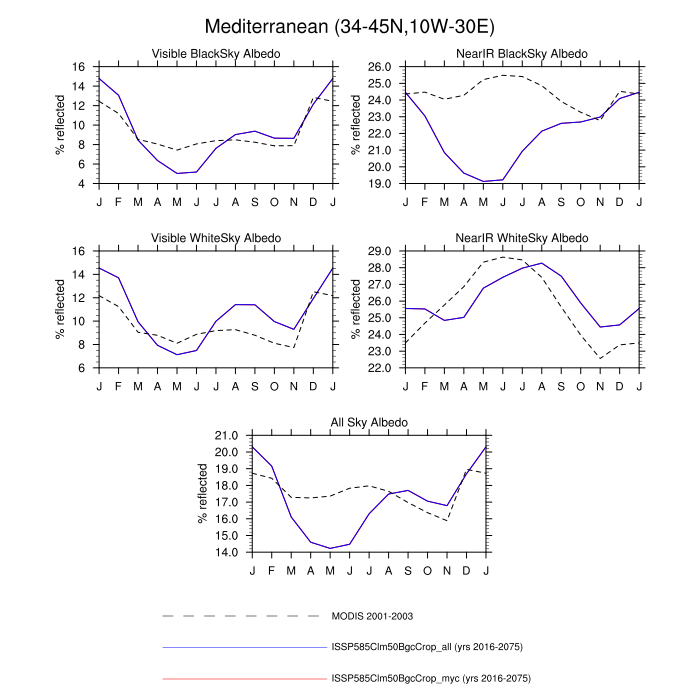 Mediterranean (34-45N,10W-30E)
Visible BlackSky Albedo
NearIR BlackSky Albedo
% reflected
16
14
12
10
8
6
4
J F M A M J J A S O N D J
% reflected
26.0
25.0
24.0
23.0
22.0
21.0
20.0
19.0
J F M A M J J A S O N D J
Visible WhiteSky Albedo
NearIR WhiteSky Albedo
% reflected
16
14
12
10
8
6
J F M A M J J A S O N D J
% reflected
29.0
28.0
27.0
26.0
25.0
24.0
23.0
22.0
J F M A M J J A S O N D J
All Sky Albedo
% reflected
21.0
20.0
19.0
18.0
17.0
16.0
15.0
14.0
J F M A M J J A S O N D J
MODIS 2001-2003
ISSP585Clm50BgcCrop_all (yrs 2016-2075)
ISSP585Clm50BgcCrop_myc (yrs 2016-2075)